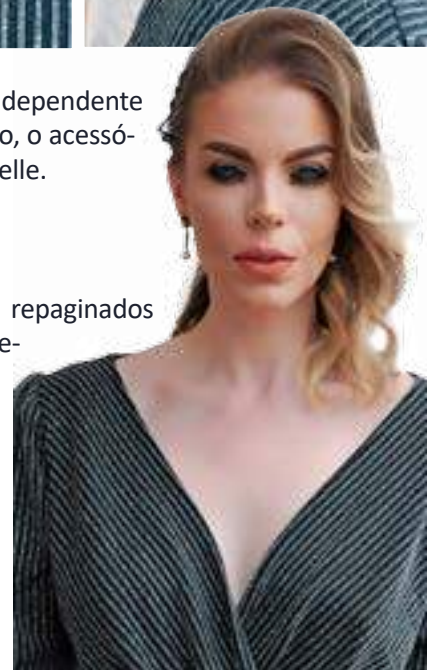 dependente
o, o acessó-
elle.
repaginados
e-